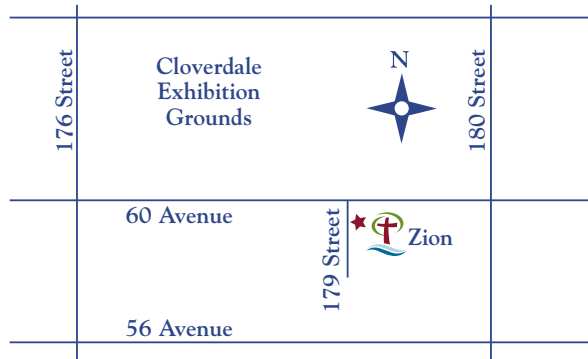 176 Street
Cloverdale
Exhibition
Grounds
N
180 Street
60 Avenue
179 Street
Zion
56 Avenue